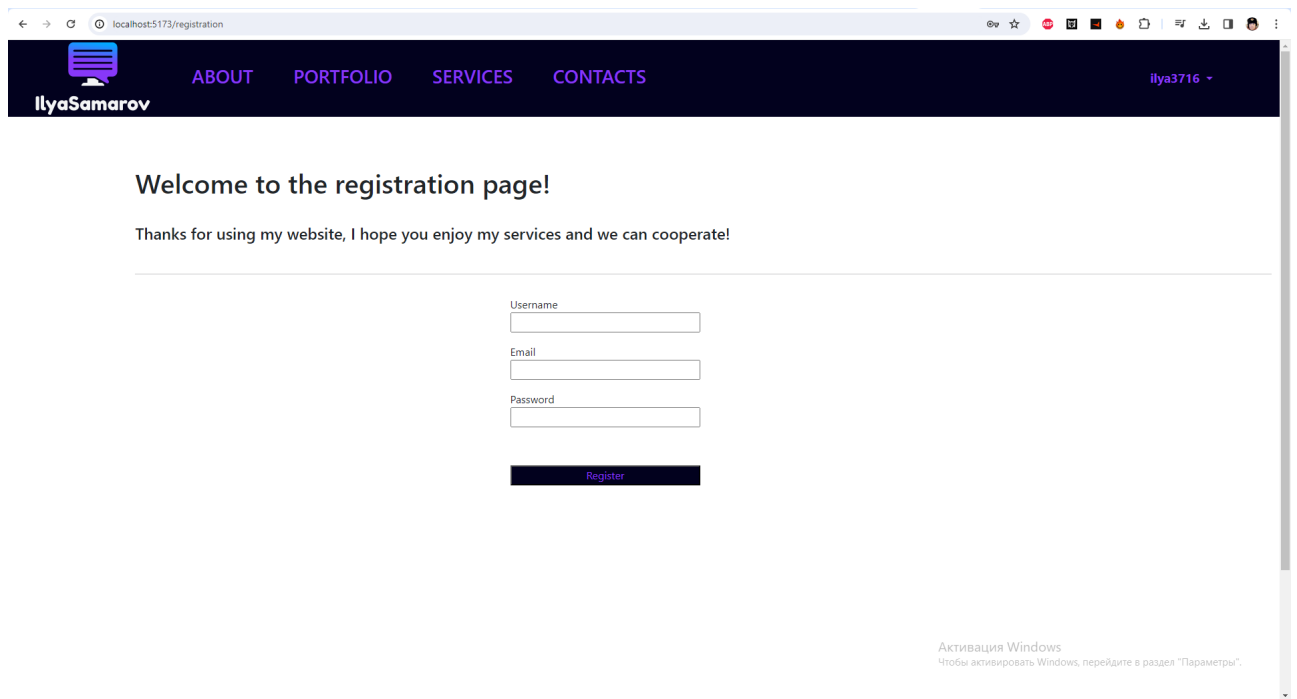 localhost:5173/registration
ABP
IlyaSamarov
ABOUT PORTFOLIO SERVICES CONTACTS
ilya3716
Welcome to the registration page!
Thanks for using my website, I hope you enjoy my services and we can cooperate!
Username
Email
Password
Register
Активация Windows
Чтобы активировать Windows, перейдите в раздел "Параметры".